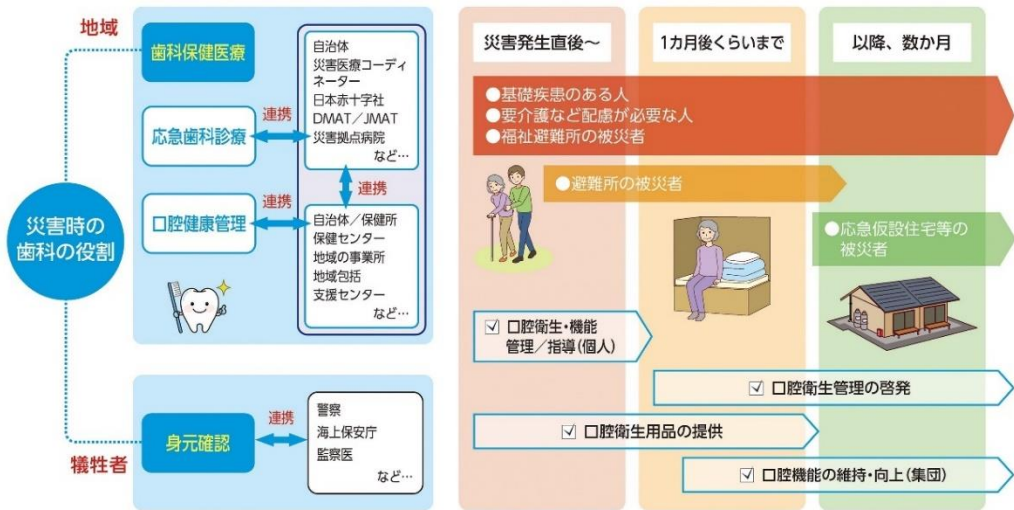 地域
歯科保健医療
応急歯科診療
連携
口腔健康管理
連携
自治体
災害医療コーディ
ネーター
日本赤十字社
DMAT/JMAT
災害拠点病院
など…
連携
自治体/保健所
保健センター
地域の事業所
地域包括
支援センター
など…
災害時の
歯科の役割
身元確認
連携
警察
海上保安庁
監察医
など…
犠牲者
災害発生直後~
1カ月後くらいまで
以降、数か月
●基礎疾患のある人
●要介護など配慮が必要な人
●福祉避難所の被災者
●避難所の被災者
●応急仮設住宅等の
被災者
☑ 口腔衛生・機能
管理/指導(個人)
☑ 口腔衛生管理の啓発
☑ 口腔衛生用品の提供
☑ 口腔機能の維持・向上(集団)